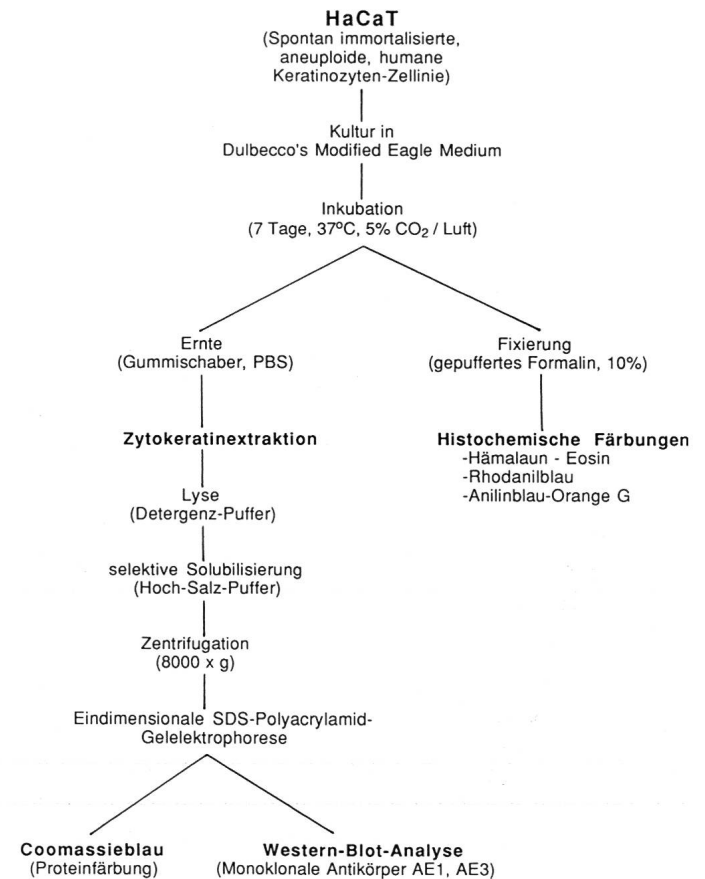 HaCaT
(Spontan immortalisierte,
aneuploide, humane
Keratinozyten-Zellinie)
Kultur in
Dulbecco's Modified Eagle Medium
Inkubation
(7 Tage, 37ºC, 5% CO₂ / Luft)
Ernte
(Gummischaber, PBS)
Zytokeratinextraktion
Lyse
(Detergenz-Puffer)
selektive Solubilisierung
(Hoch-Salz-Puffer)
Zentrifugation
(8000 x g)
Eindimensionale SDS-Polyacrylamid-
Gelelektrophorese
Coomassieblau
(Proteinfärbung)
Western-Blot-Analyse
(Monoklonale Antikörper AE1, AE3)
Fixierung
(gepuffertes Formalin, 10%)
Histochemische Färbungen
-Hämalaun - Eosin
-Rhodanilblau
-Anilinblau-Orange G